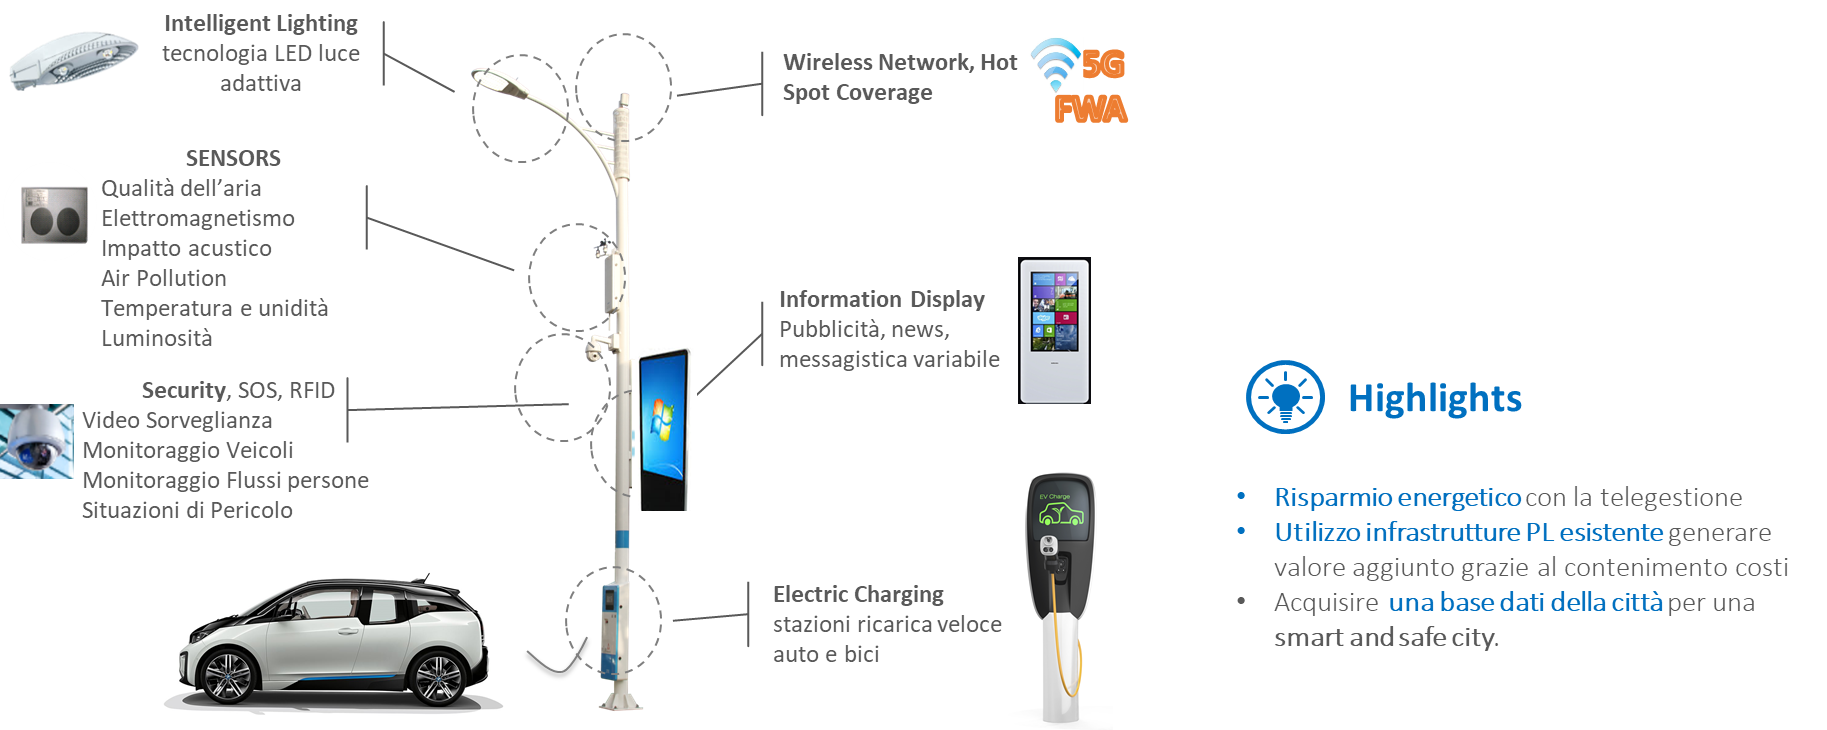 Intelligent Lighting
tecnologia LED luce
adattiva
SENSORS
Qualità dell’aria
Elettromagnetismo
Impatto acustico
Air Pollution
Temperatura e unidità
Luminosità
Security, SOS, RFID
Video Sorveglianza
Monitoraggio Veicoli
Monitoraggio Flussi persone
Situazioni di Pericolo
Wireless Network, Hot
Spot Coverage
5G
FWA
Information Display
Pubblicità, news,
messagistica variabile
EV Charge
Electric Charging
stazioni ricarica veloce
auto e bici
Highlights
• Risparmio energetico con la telegestione
• Utilizzo infrastrutture PL esistente generare
valore aggiunto grazie al contenimento costi
• Acquisire una base dati della città per una
smart and safe city.